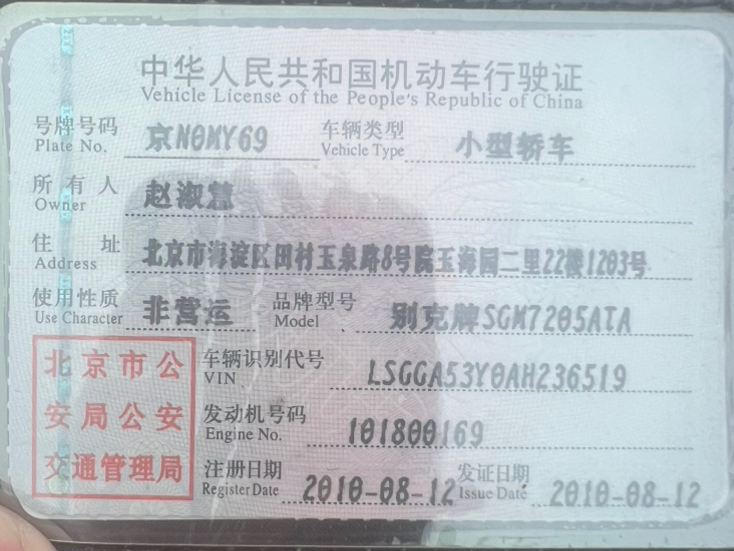 中华人民共和国机动车行驶证
Vehicle License of the People's Republic of China
号牌号码 京N0MY69 车辆类型 小型轿车
Plate No. Vehicle Type
所有人 赵淑慧
Owner
住址 北京市海淀区田村玉泉路8号院玉海园二里22楼1203号
Address
使用性质 非营运 品牌型号 别克牌SGM7205ATA
Use Character Model
北京市公
安局公安
交通管理局
车辆识别代号 LSGGA53Y0AH236519
VIN
发动机号码 101800169
Engine No.
注册日期 2010-08-12 发证日期 2010-08-12
Register Date Issue Date